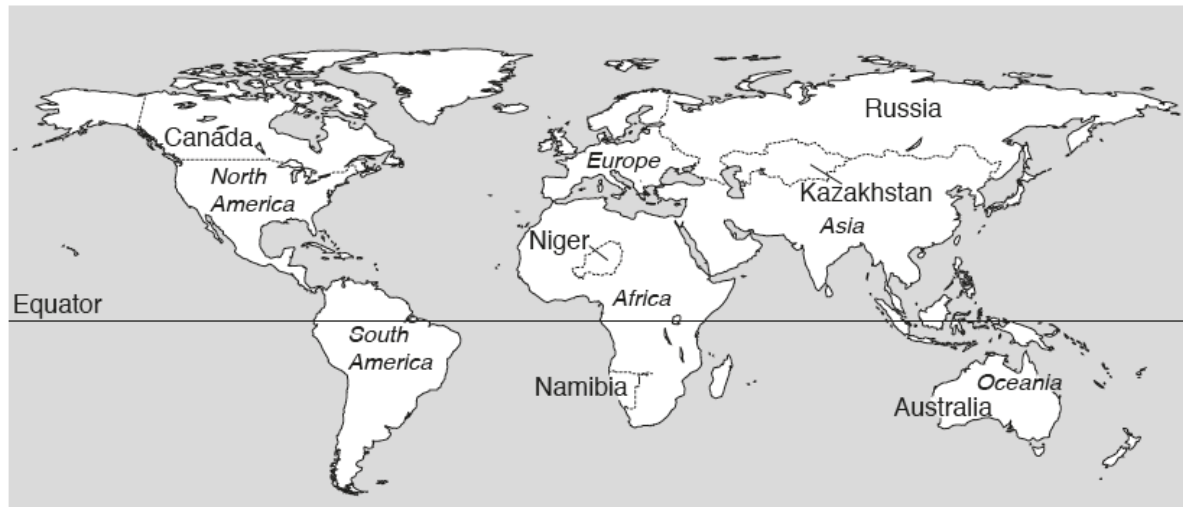 Canada
Russia
North
America
Europe
Kazakhstan
Asia
Niger
Africa
Equator
South
America
Namibia
Oceania
Australia